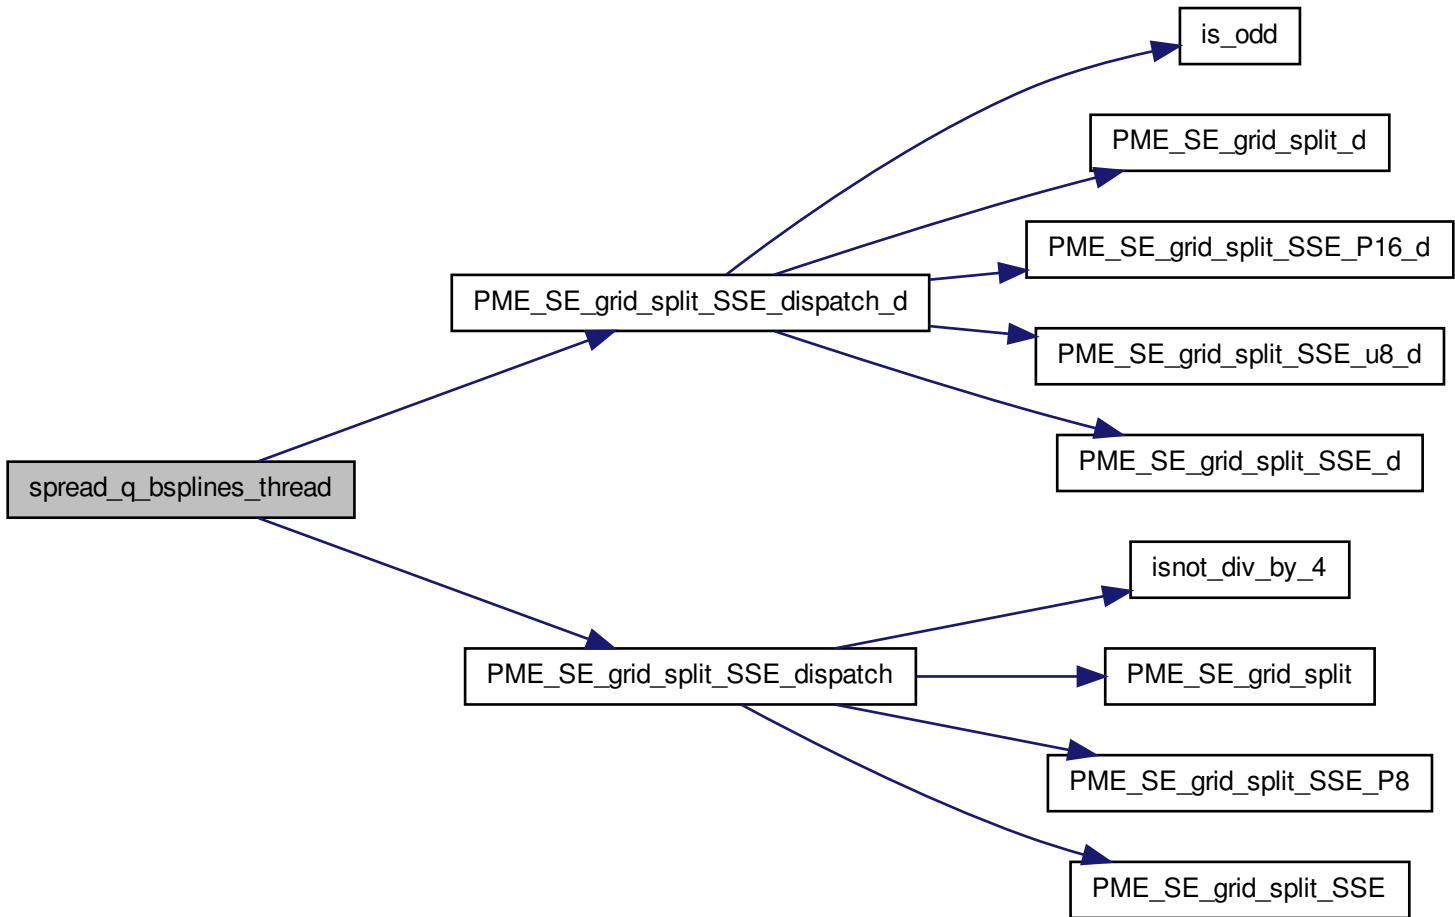 is_odd
PME_SE_grid_split_d
PME_SE_grid_split_SSE_P16_d
PME_SE_grid_split_SSE_dispatch_d
PME_SE_grid_split_SSE_u8_d
PME_SE_grid_split_SSE_d
spread_q_bsplines_thread
isnot_div_by_4
PME_SE_grid_split_SSE_dispatch
PME_SE_grid_split
PME_SE_grid_split_SSE_P8
PME_SE_grid_split_SSE